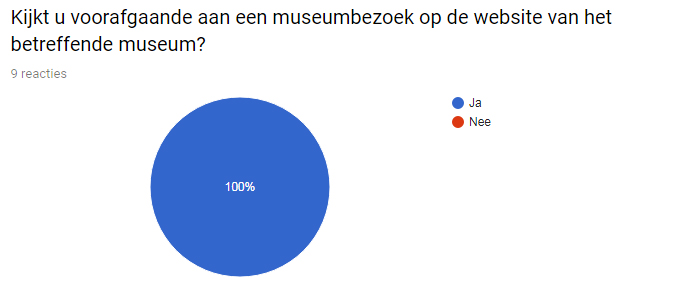 Kijkt u voorafgaande aan een museumbezoek op de website van het
betreffende museum?
9 reacties
Ja
Nee
100%